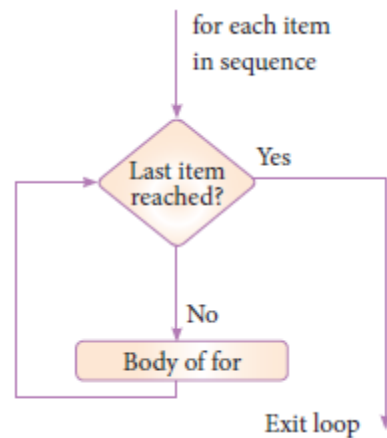 for each item
in sequence
Last item
reached?
Yes
No
Body of for
Exit loop